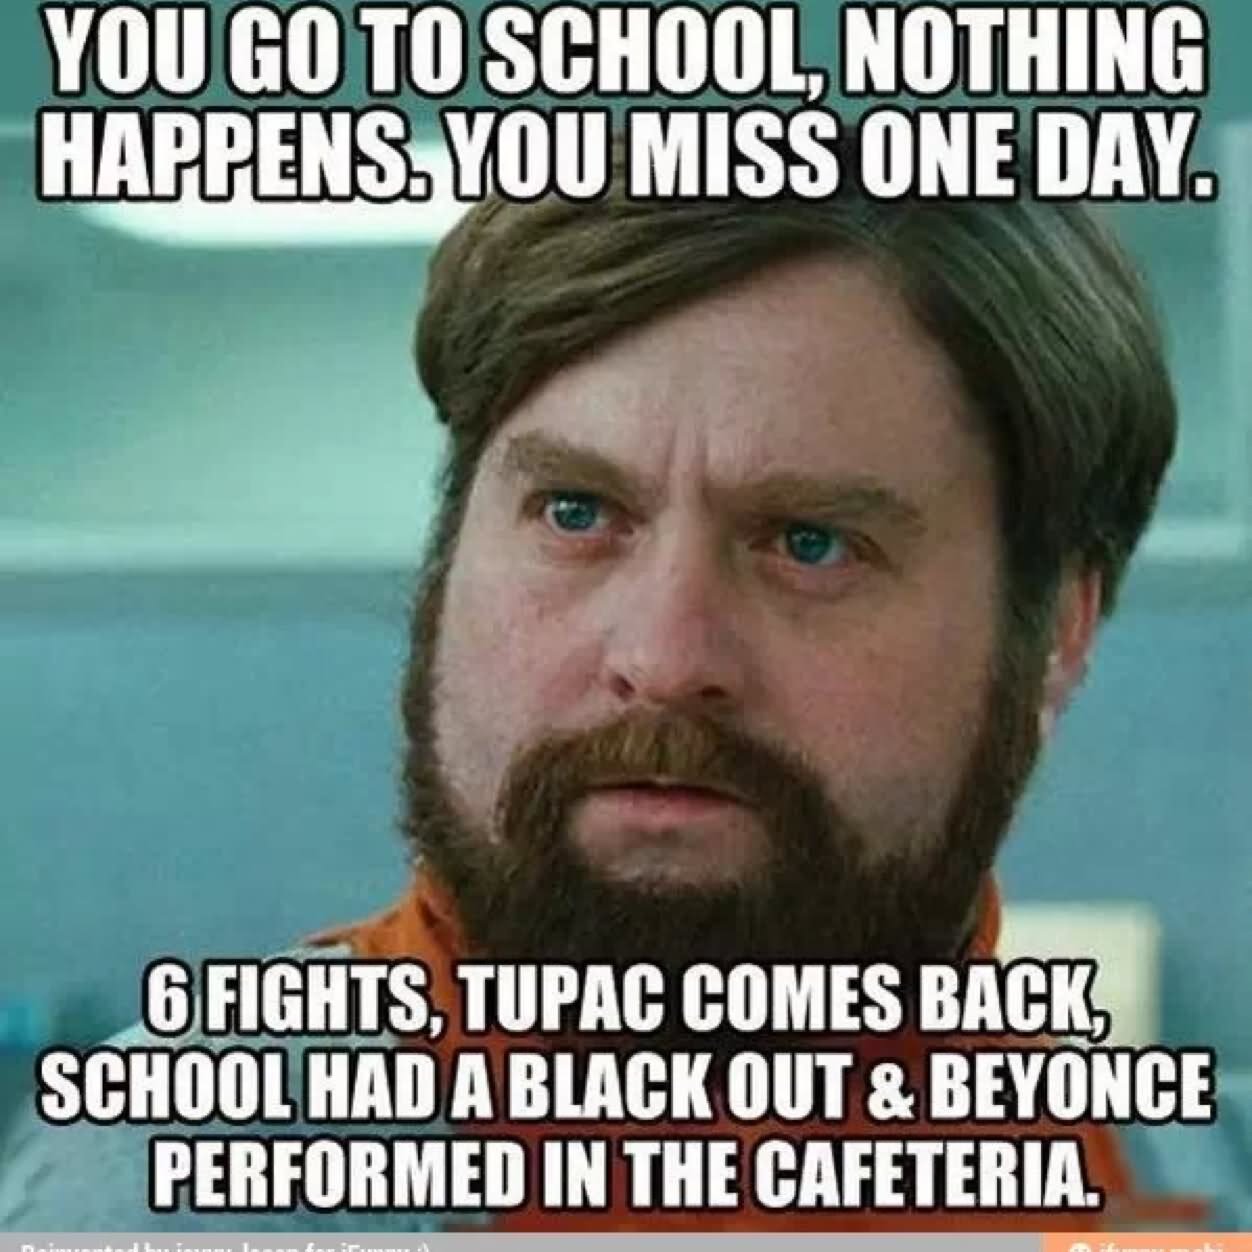 YOU GO TO SCHOOL, NOTHING
HAPPENS. YOU MISS ONE DAY.
6 FIGHTS, TUPAC COMES BACK,
SCHOOL HAD A BLACK OUT & BEYONCE
PERFORMED IN THE CAFETERIA.